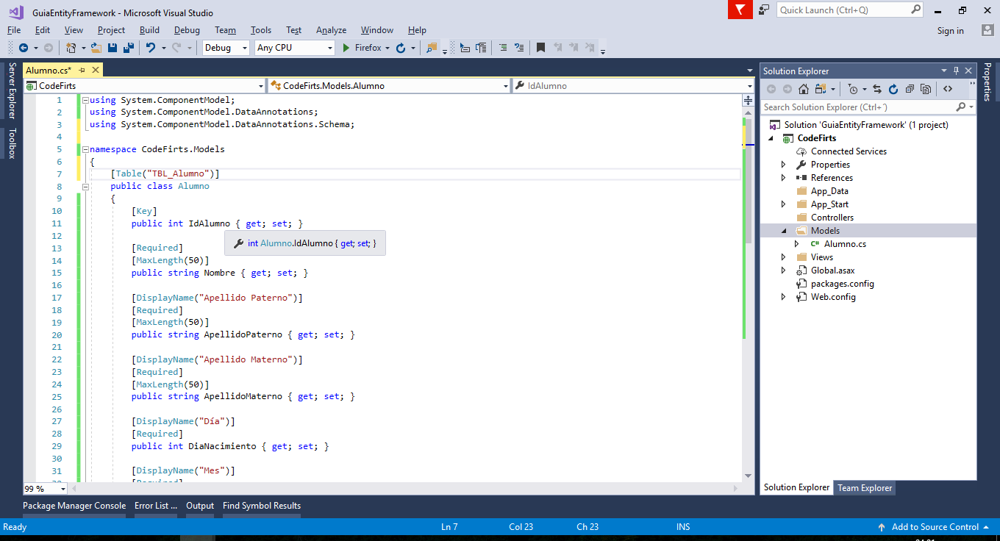 GuiaEntityFramework - Microsoft Visual Studio
Quick Launch (Ctrl+Q)
File Edit View Project Build Debug Team Tools Test Analyze Window Help
Sign in
Debug Any CPU Firefox
Server Explorer
Toolbox
Alumno.cs*
CodeFirts CodeFirts.Models.Alumno IdAlumno
1 using System.ComponentModel;
2 using System.ComponentModel.DataAnnotations;
3 using System.ComponentModel.DataAnnotations.Schema;
4
5 namespace CodeFirts.Models
6 {
7 [Table("TBL_Alumno")]
8 public class Alumno
9 {
10 [Key]
11 public int IdAlumno { get; set; }
12
int Alumno.IdAlumno { get; set; }
13 [Required]
14 [MaxLength(50)]
15 public string Nombre { get; set; }
16
17 [DisplayName("Apellido Paterno")]
18 [Required]
19 [MaxLength(50)]
20 public string ApellidoPaterno { get; set; }
21
22 [DisplayName("Apellido Materno")]
23 [Required]
24 [MaxLength(50)]
25 public string ApellidoMaterno { get; set; }
26
27 [DisplayName("Día")]
28 [Required]
29 public int DiaNacimiento { get; set; }
30
31 [DisplayName("Mes")]
99 %
Solution Explorer
Search Solution Explorer (Ctrl+´)
Solution 'GuiaEntityFramework' (1 project)
CodeFirts
Connected Services
Properties
References
App_Data
App_Start
Controllers
Models
C# Alumno.cs
Views
Global.asax
packages.config
Web.config
Solution Explorer Team Explorer
Properties
Package Manager Console Error List ... Output Find Symbol Results
Ready Ln 7 Col 23 Ch 23 INS Add to Source Control